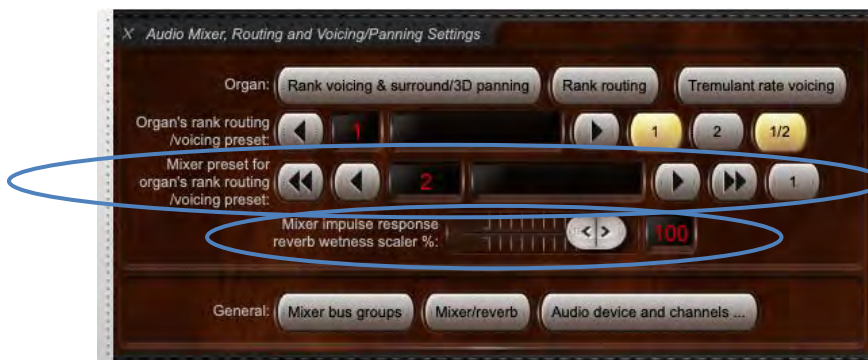 X Audio Mixer, Routing and Voicing/Panning Settings
Organ: Rank voicing & surround/3D panning Rank routing Tremulant rate voicing
Organ's rank routing
/voicing preset: 1 1 2 1/2
Mixer preset for
organ's rank routing
/voicing preset: 2 1
Mixer impulse response
reverb wetness scaler %: < > 100
General: Mixer bus groups Mixer/reverb Audio device and channels ...